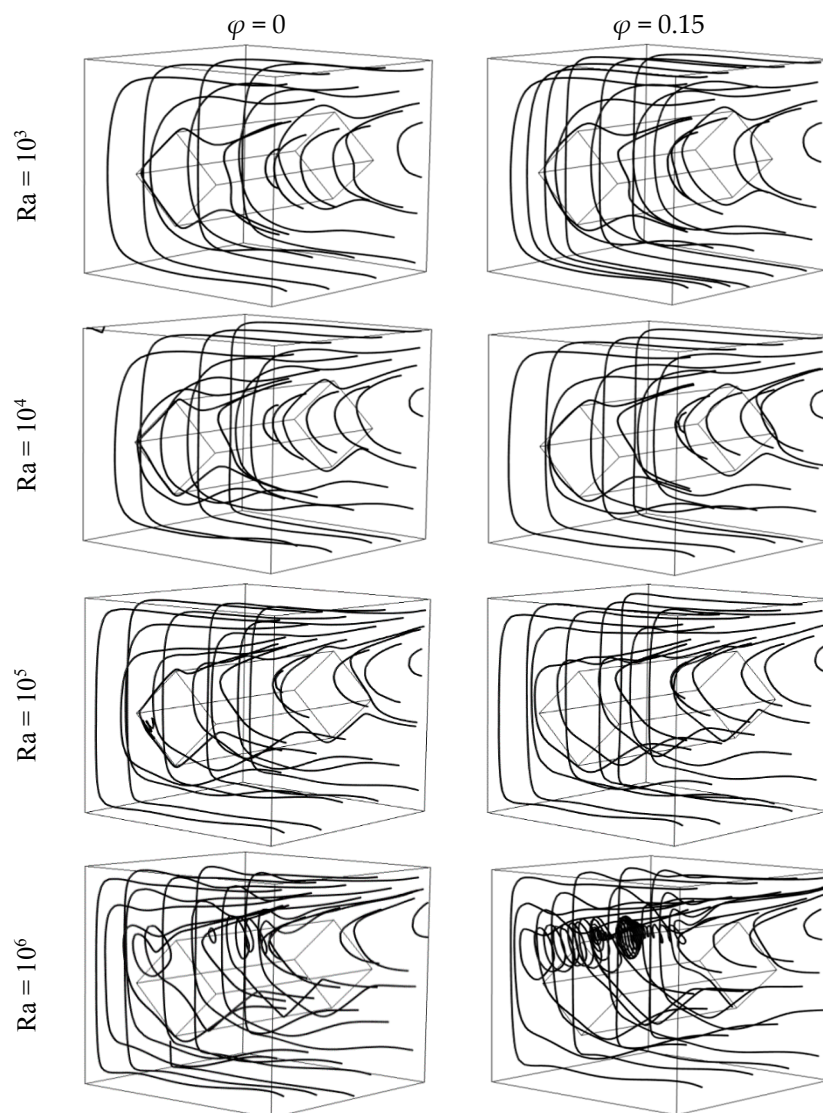 φ = 0 φ = 0.15
Ra = 10³
Ra = 10⁴
Ra = 10⁵
Ra = 10⁶